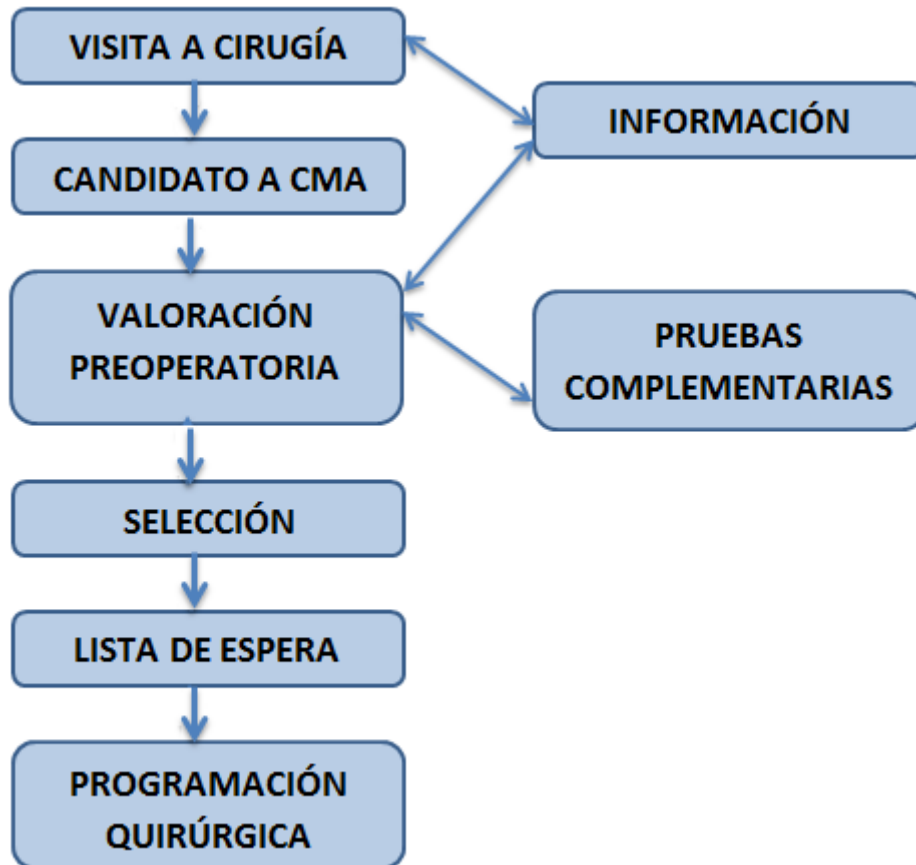 VISITA A CIRUGÍA
INFORMACIÓN
CANDIDATO A CMA
VALORACIÓN
PREOPERATORIA
PRUEBAS
COMPLEMENTARIAS
SELECCIÓN
LISTA DE ESPERA
PROGRAMACIÓN
QUIRÚRGICA